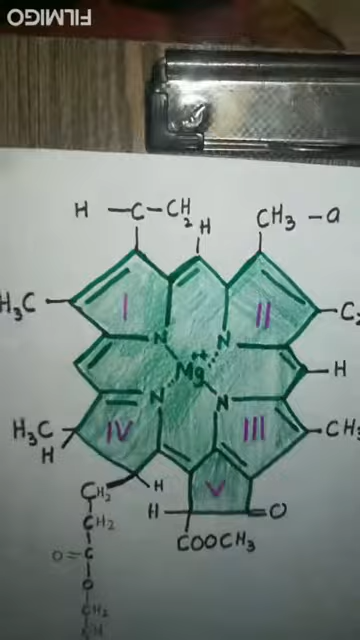 FILMIGO
H -C-CH2
H
CH3 -a
I
II
H3C-
N
N
Mg++
-H
N
N
H3C
H
IV
III
-CH3
CH2
H
V
H
=O
CH2
COOCH3
O=C
O
CH2